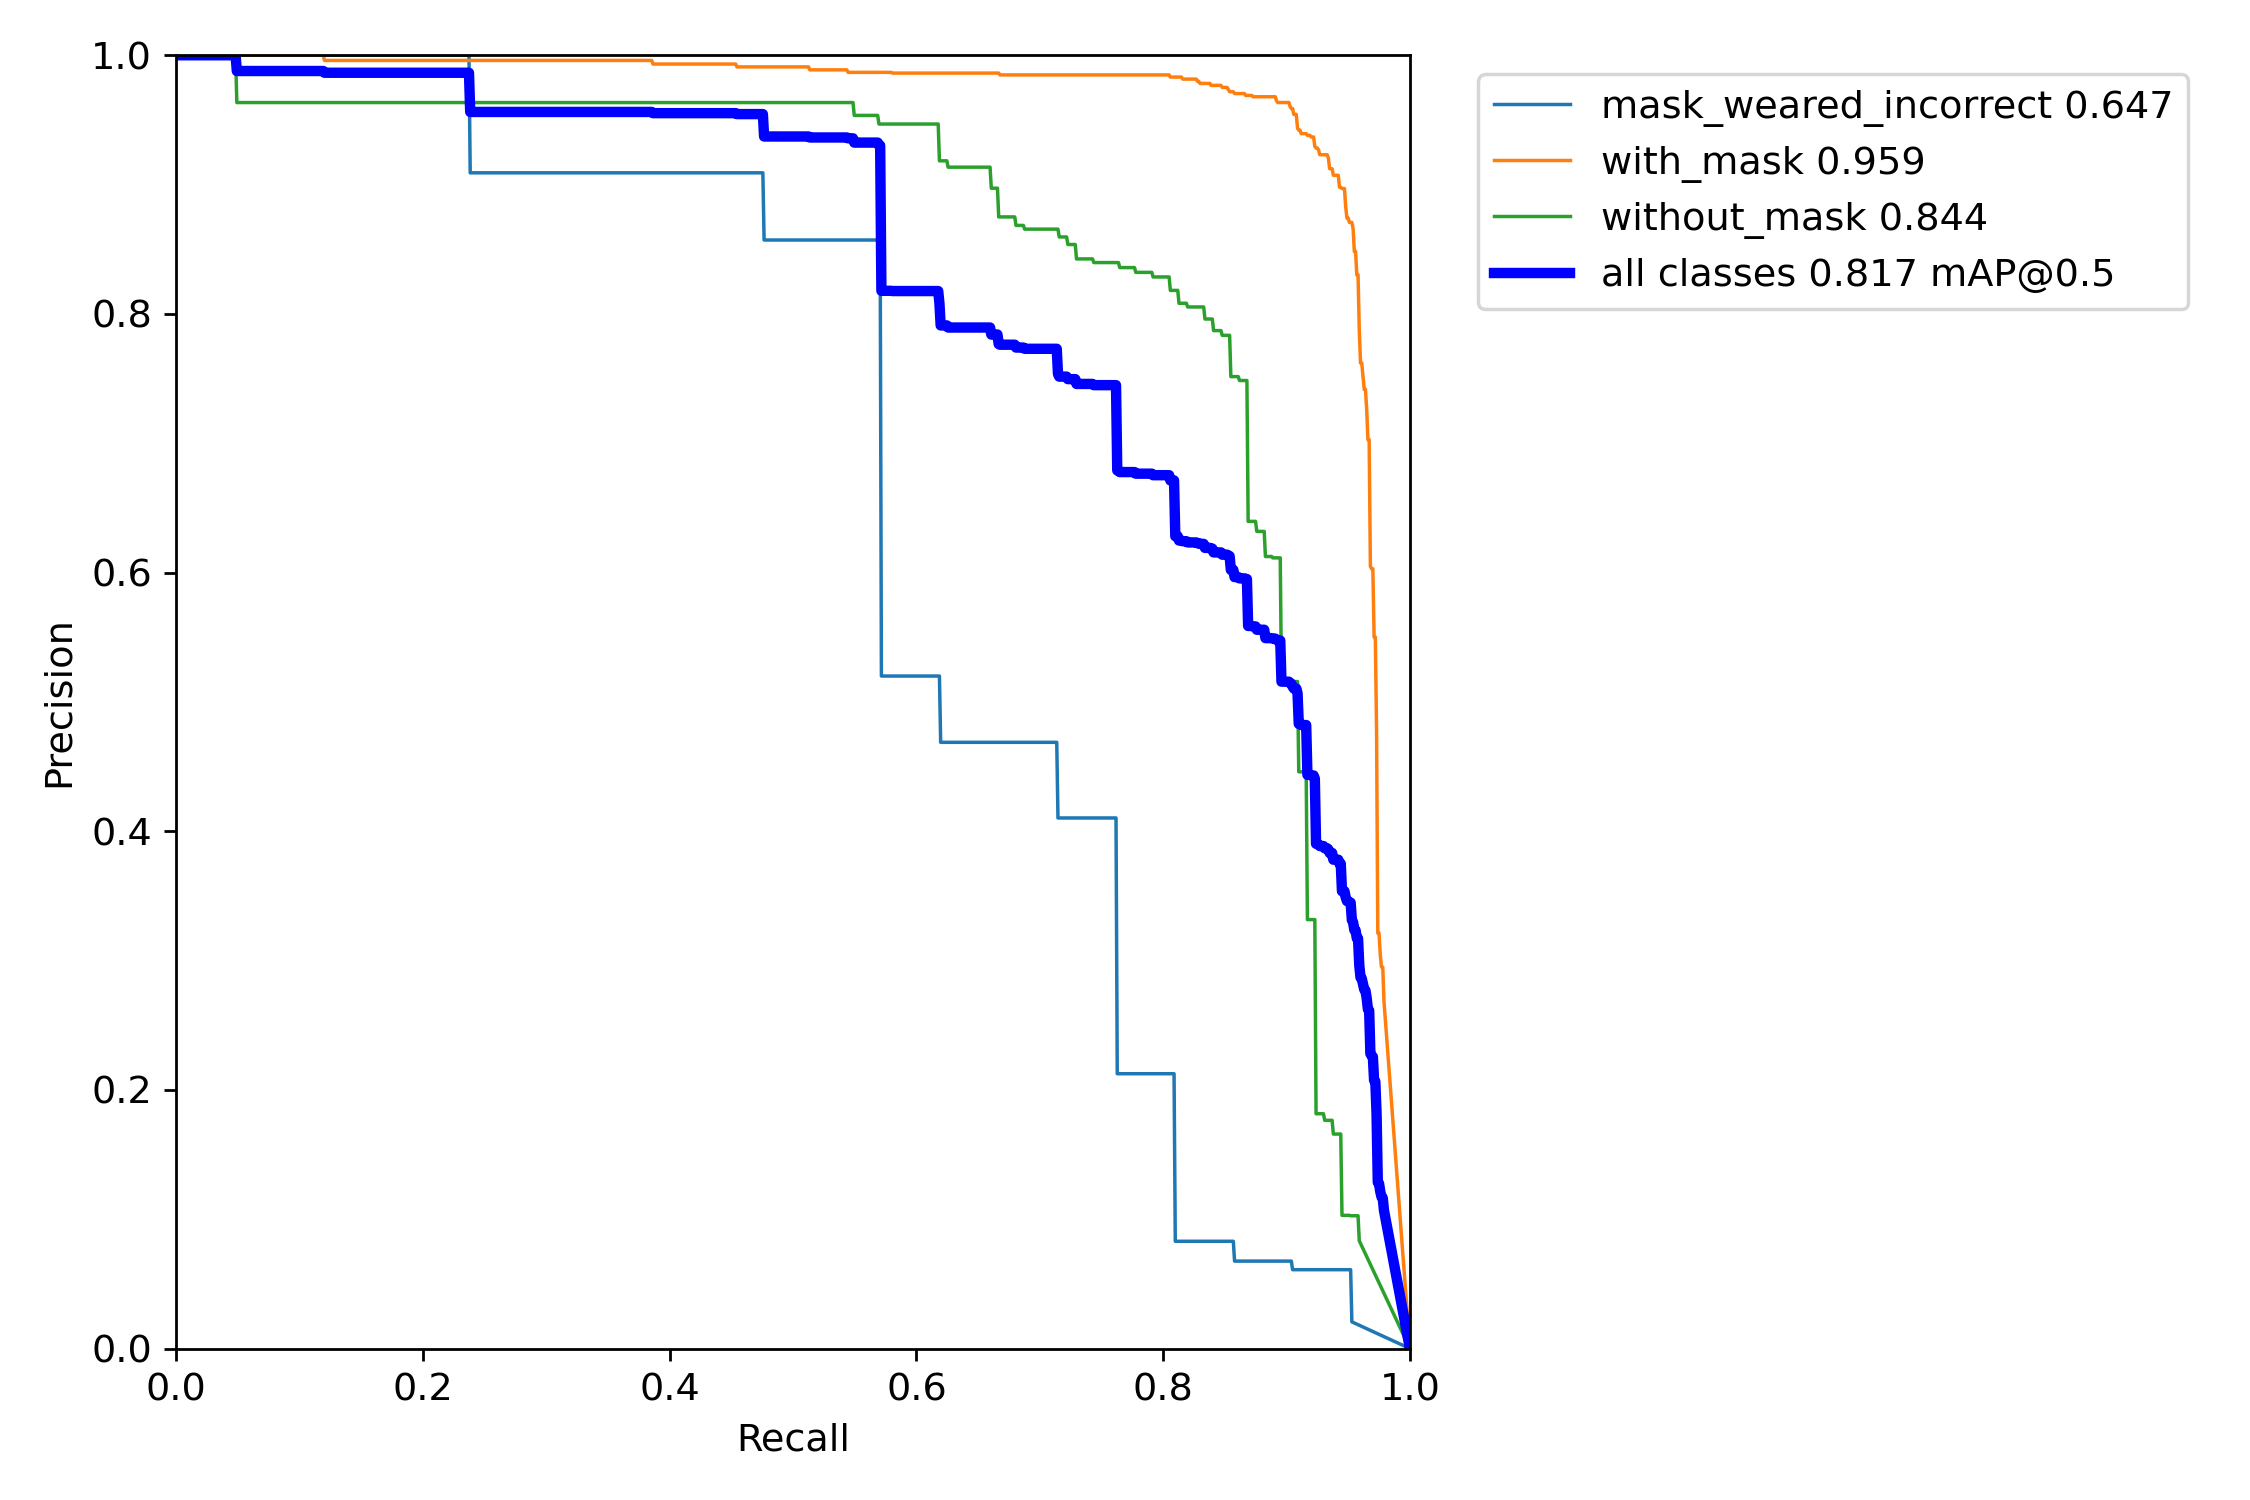 1.0
0.8
0.6
0.4
0.2
0.0
Precision
0.0 0.2 0.4 0.6 0.8 1.0
Recall
mask_weared_incorrect 0.647
with_mask 0.959
without_mask 0.844
all classes 0.817 mAP@0.5